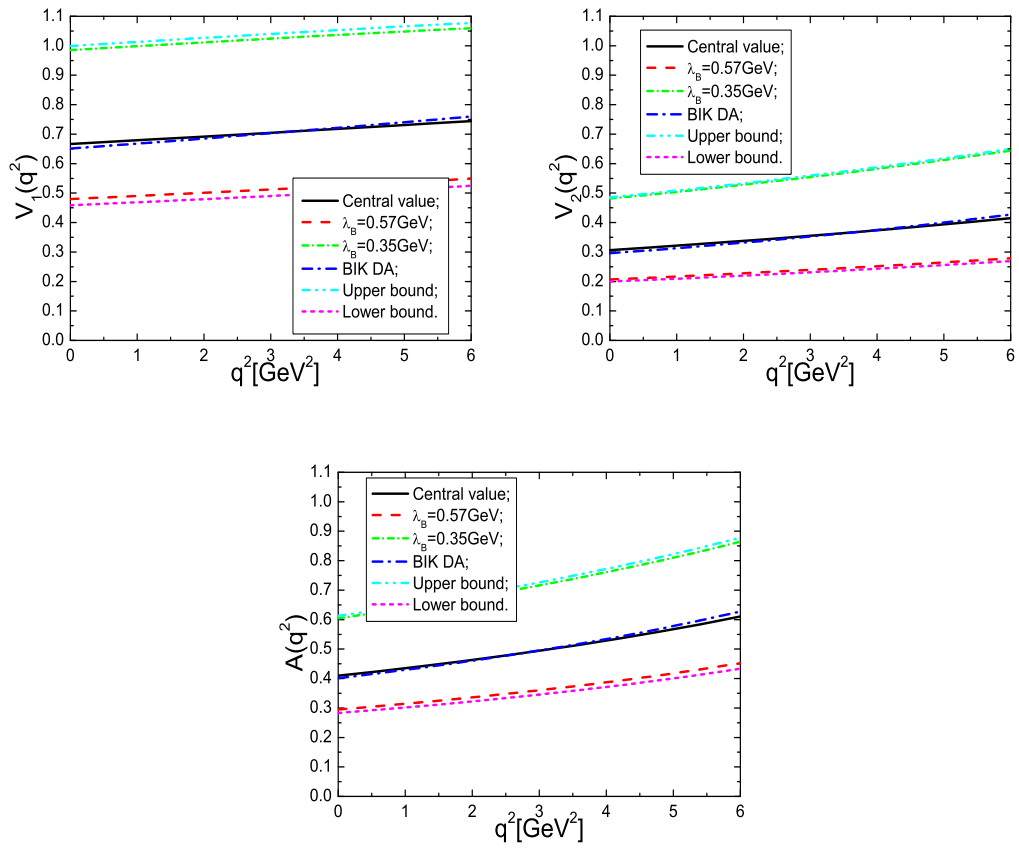 V₁(q²)
1.1
1.0
0.9
0.8
0.7
0.6
0.5
0.4
0.3
0.2
0.1
0.0
Central value;
λ_B=0.57GeV;
λ_B=0.35GeV;
BIK DA;
Upper bound;
Lower bound.
0 1 2 3 4 5 6
q²[GeV²]
V₂(q²)
1.1
1.0
0.9
0.8
0.7
0.6
0.5
0.4
0.3
0.2
0.1
0.0
Central value;
λ_B=0.57GeV;
λ_B=0.35GeV;
BIK DA;
Upper bound;
Lower bound.
0 1 2 3 4 5 6
q²[GeV²]
A(q²)
1.1
1.0
0.9
0.8
0.7
0.6
0.5
0.4
0.3
0.2
0.1
0.0
Central value;
λ_B=0.57GeV;
λ_B=0.35GeV;
BIK DA;
Upper bound;
Lower bound.
0 1 2 3 4 5 6
q²[GeV²]